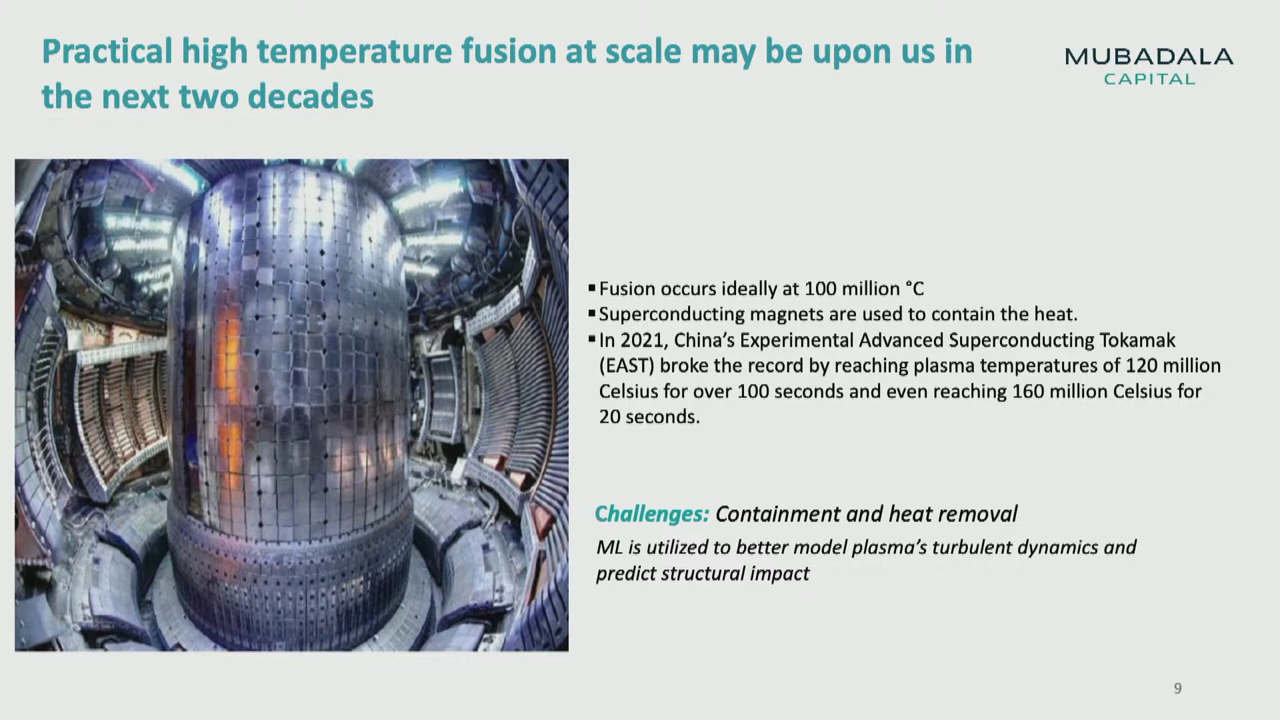 Practical high temperature fusion at scale may be upon us in
the next two decades
MUBADALA
CAPITAL
▪Fusion occurs ideally at 100 million °C
▪Superconducting magnets are used to contain the heat.
▪In 2021, China’s Experimental Advanced Superconducting Tokamak
(EAST) broke the record by reaching plasma temperatures of 120 million
Celsius for over 100 seconds and even reaching 160 million Celsius for
20 seconds.
Challenges: Containment and heat removal
ML is utilized to better model plasma’s turbulent dynamics and
predict structural impact
9